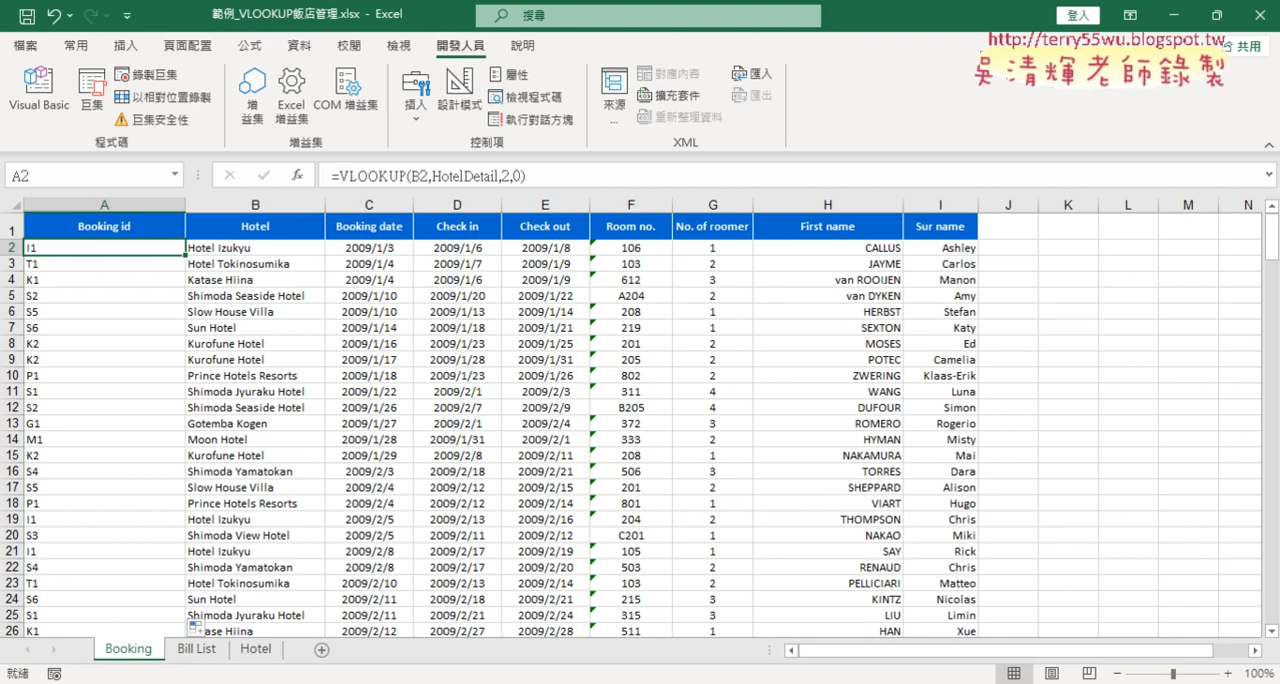 範例_VLOOKUP飯店管理.xlsx - Excel
搜尋
登入
檔案 常用 插入 頁面配置 公式 資料 校閱 檢視 開發人員 說明
http://terry55wu.blogspot.tw
共用
吳清輝老師錄製
Visual Basic
巨集
錄製巨集
以相對位置錄製
巨集安全性
程式碼
增益集
Excel 增益集
COM 增益集
增益集
插入
設計模式
屬性
檢視程式碼
執行對話方塊
控制項
來源
...
對應內容
擴充套件
重新整理資料
匯入
匯出
XML
A2
fx
=VLOOKUP(B2,HotelDetail,2,0)
A B C D E F G H I J K L M N
1 Booking id Hotel Booking date Check in Check out Room no. No. of roomer First name Sur name
2 I1 Hotel Izukyu 2009/1/3 2009/1/6 2009/1/8 106 1 CALLUS Ashley
3 T1 Hotel Tokinosumika 2009/1/4 2009/1/7 2009/1/9 103 2 JAYME Carlos
4 K1 Katase Hiina 2009/1/4 2009/1/6 2009/1/9 612 3 van ROOIJEN Manon
5 S2 Shimoda Seaside Hotel 2009/1/10 2009/1/20 2009/1/22 A204 2 van DYKEN Amy
6 S5 Slow House Villa 2009/1/10 2009/1/13 2009/1/14 208 1 HERBST Stefan
7 S6 Sun Hotel 2009/1/14 2009/1/18 2009/1/21 219 1 SEXTON Katy
8 K2 Kurofune Hotel 2009/1/16 2009/1/23 2009/1/25 201 2 MOSES Ed
9 K2 Kurofune Hotel 2009/1/17 2009/1/28 2009/1/31 205 2 POTEC Camelia
10 P1 Prince Hotels Resorts 2009/1/18 2009/1/23 2009/1/26 802 2 ZWERING Klaas-Erik
11 S1 Shimoda Jyuraku Hotel 2009/1/22 2009/2/1 2009/2/3 311 4 WANG Luna
12 S2 Shimoda Seaside Hotel 2009/1/26 2009/2/7 2009/2/9 B205 4 DUFOUR Simon
13 G1 Gotemba Kogen 2009/1/27 2009/2/1 2009/2/4 372 3 ROMERO Rogerio
14 M1 Moon Hotel 2009/1/28 2009/1/31 2009/2/1 333 2 HYMAN Misty
15 K2 Kurofune Hotel 2009/1/29 2009/2/8 2009/2/11 208 1 NAKAMURA Mai
16 S4 Shimoda Yamatokan 2009/2/3 2009/2/18 2009/2/21 506 3 TORRES Dara
17 S5 Slow House Villa 2009/2/4 2009/2/12 2009/2/15 201 2 SHEPPARD Alison
18 P1 Prince Hotels Resorts 2009/2/4 2009/2/12 2009/2/14 801 1 VIART Hugo
19 I1 Hotel Izukyu 2009/2/5 2009/2/13 2009/2/16 204 2 THOMPSON Chris
20 S3 Shimoda View Hotel 2009/2/5 2009/2/11 2009/2/12 C201 1 NAKAO Miki
21 I1 Hotel Izukyu 2009/2/8 2009/2/17 2009/2/19 105 1 SAY Rick
22 S4 Shimoda Yamatokan 2009/2/8 2009/2/17 2009/2/20 503 2 RENAUD Chris
23 T1 Hotel Tokinosumika 2009/2/10 2009/2/13 2009/2/14 103 2 PELLICIARI Matteo
24 S6 Sun Hotel 2009/2/11 2009/2/18 2009/2/21 215 3 KINTZ Nicolas
25 S1 Shimoda Jyuraku Hotel 2009/2/11 2009/2/21 2009/2/24 315 3 LIU Limin
26 K1 ase Hiina 2009/2/12 2009/2/27 2009/2/28 511 1 HAN Xue
Booking Bill List Hotel
就緒
100%